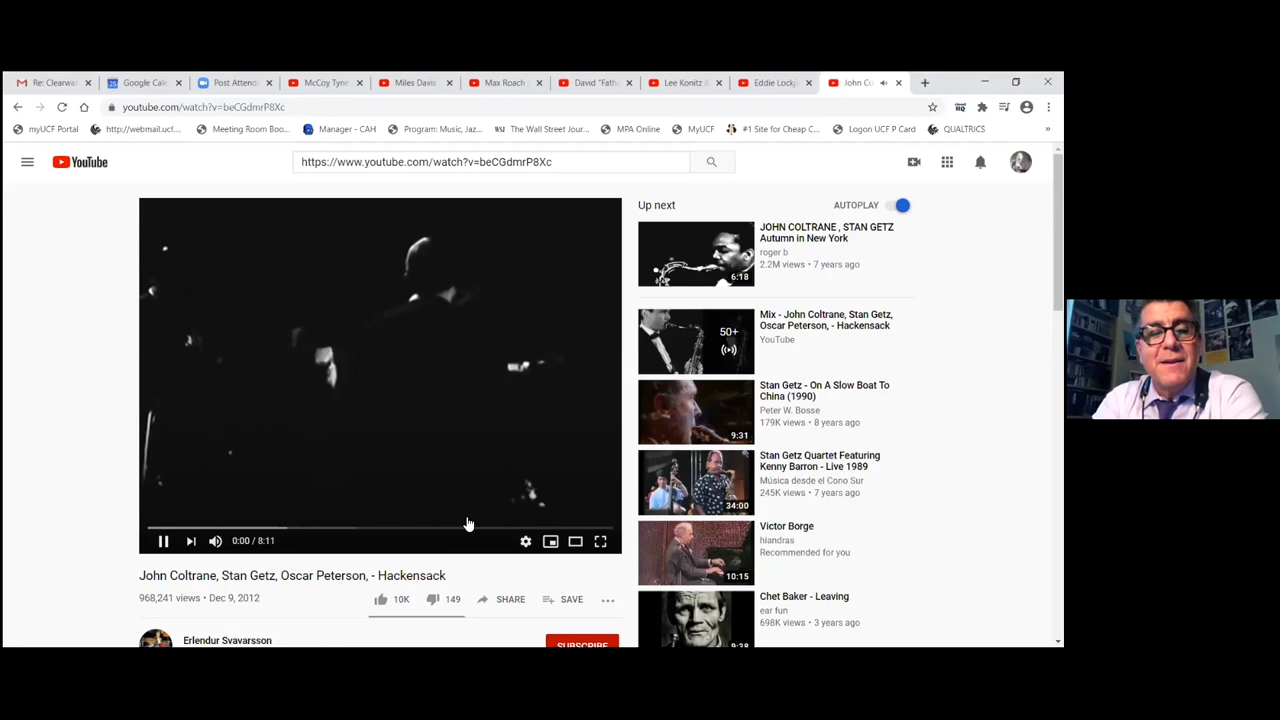 Re: Clearwat
Google Cale
Post Attend
McCoy Tyne
Miles Davis
Max Roach
David "Fath
Lee Konitz
Eddie Lockj
John Co
youtube.com/watch?v=beCGdmrP8Xc
myUCF Portal
http://webmail.ucf....
Meeting Room Boo...
Manager - CAH
Program: Music, Jaz...
WSJ
The Wall Street Jour...
MPA Online
MyUCF
#1 Site for Cheap C...
Logon UCF P Card
QUALTRICS
YouTube
https://www.youtube.com/watch?v=beCGdmrP8Xc
Up next
AUTOPLAY
JOHN COLTRANE , STAN GETZ
Autumn in New York
roger b
2.2M views • 7 years ago
6:18
Mix - John Coltrane, Stan Getz,
Oscar Peterson, - Hackensack
YouTube
50+
Stan Getz - On A Slow Boat To
China (1990)
Peter W. Bosse
179K views • 8 years ago
9:31
Stan Getz Quartet Featuring
Kenny Barron - Live 1989
Música desde el Cono Sur
245K views • 7 years ago
34:00
Victor Borge
hiandras
Recommended for you
10:15
Chet Baker - Leaving
ear fun
698K views • 3 years ago
9:38
0:00 / 8:11
John Coltrane, Stan Getz, Oscar Peterson, - Hackensack
968,241 views • Dec 9, 2012
10K
149
SHARE
SAVE
Erlendur Svavarsson
SUBSCRIBE